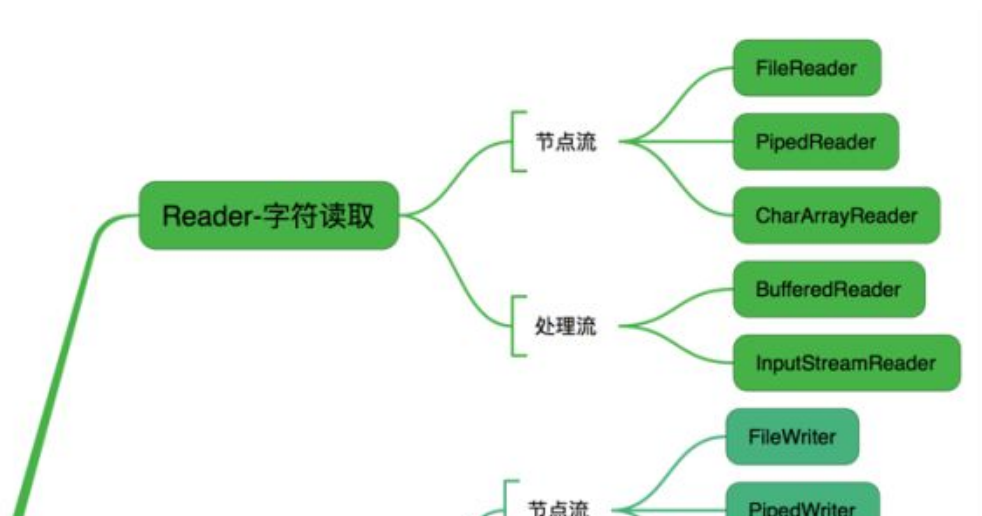 Reader-字符读取
节点流
FileReader
PipedReader
CharArrayReader
处理流
BufferedReader
InputStreamReader
节点流
FileWriter
PipedWriter